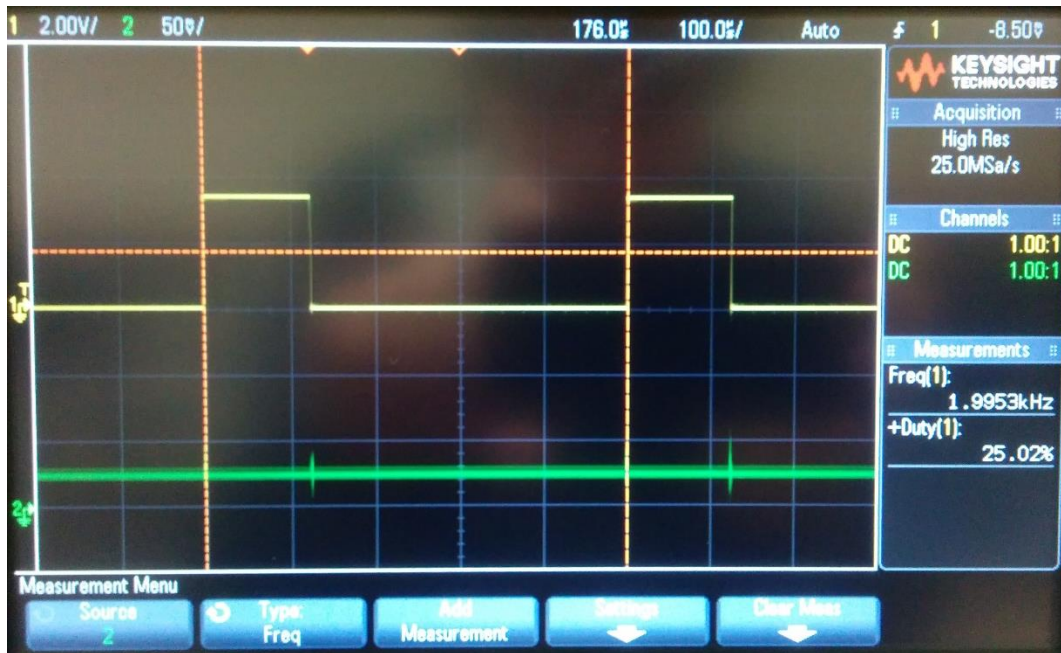 1 2.00V/ 2 50V/ 176.0s 100.0s/ Auto 1 -8.50V
KEYSIGHT
TECHNOLOGIES
Acquisition
High Res
25.0MSa/s
Channels
DC 1.00:1
DC 1.00:1
T
1
Measurements
Freq(1):
1.9953kHz
+Duty(1):
25.02%
2
Measurement Menu
Source
2
Type:
Freq
Add
Measurement
Settings
Clear Meas